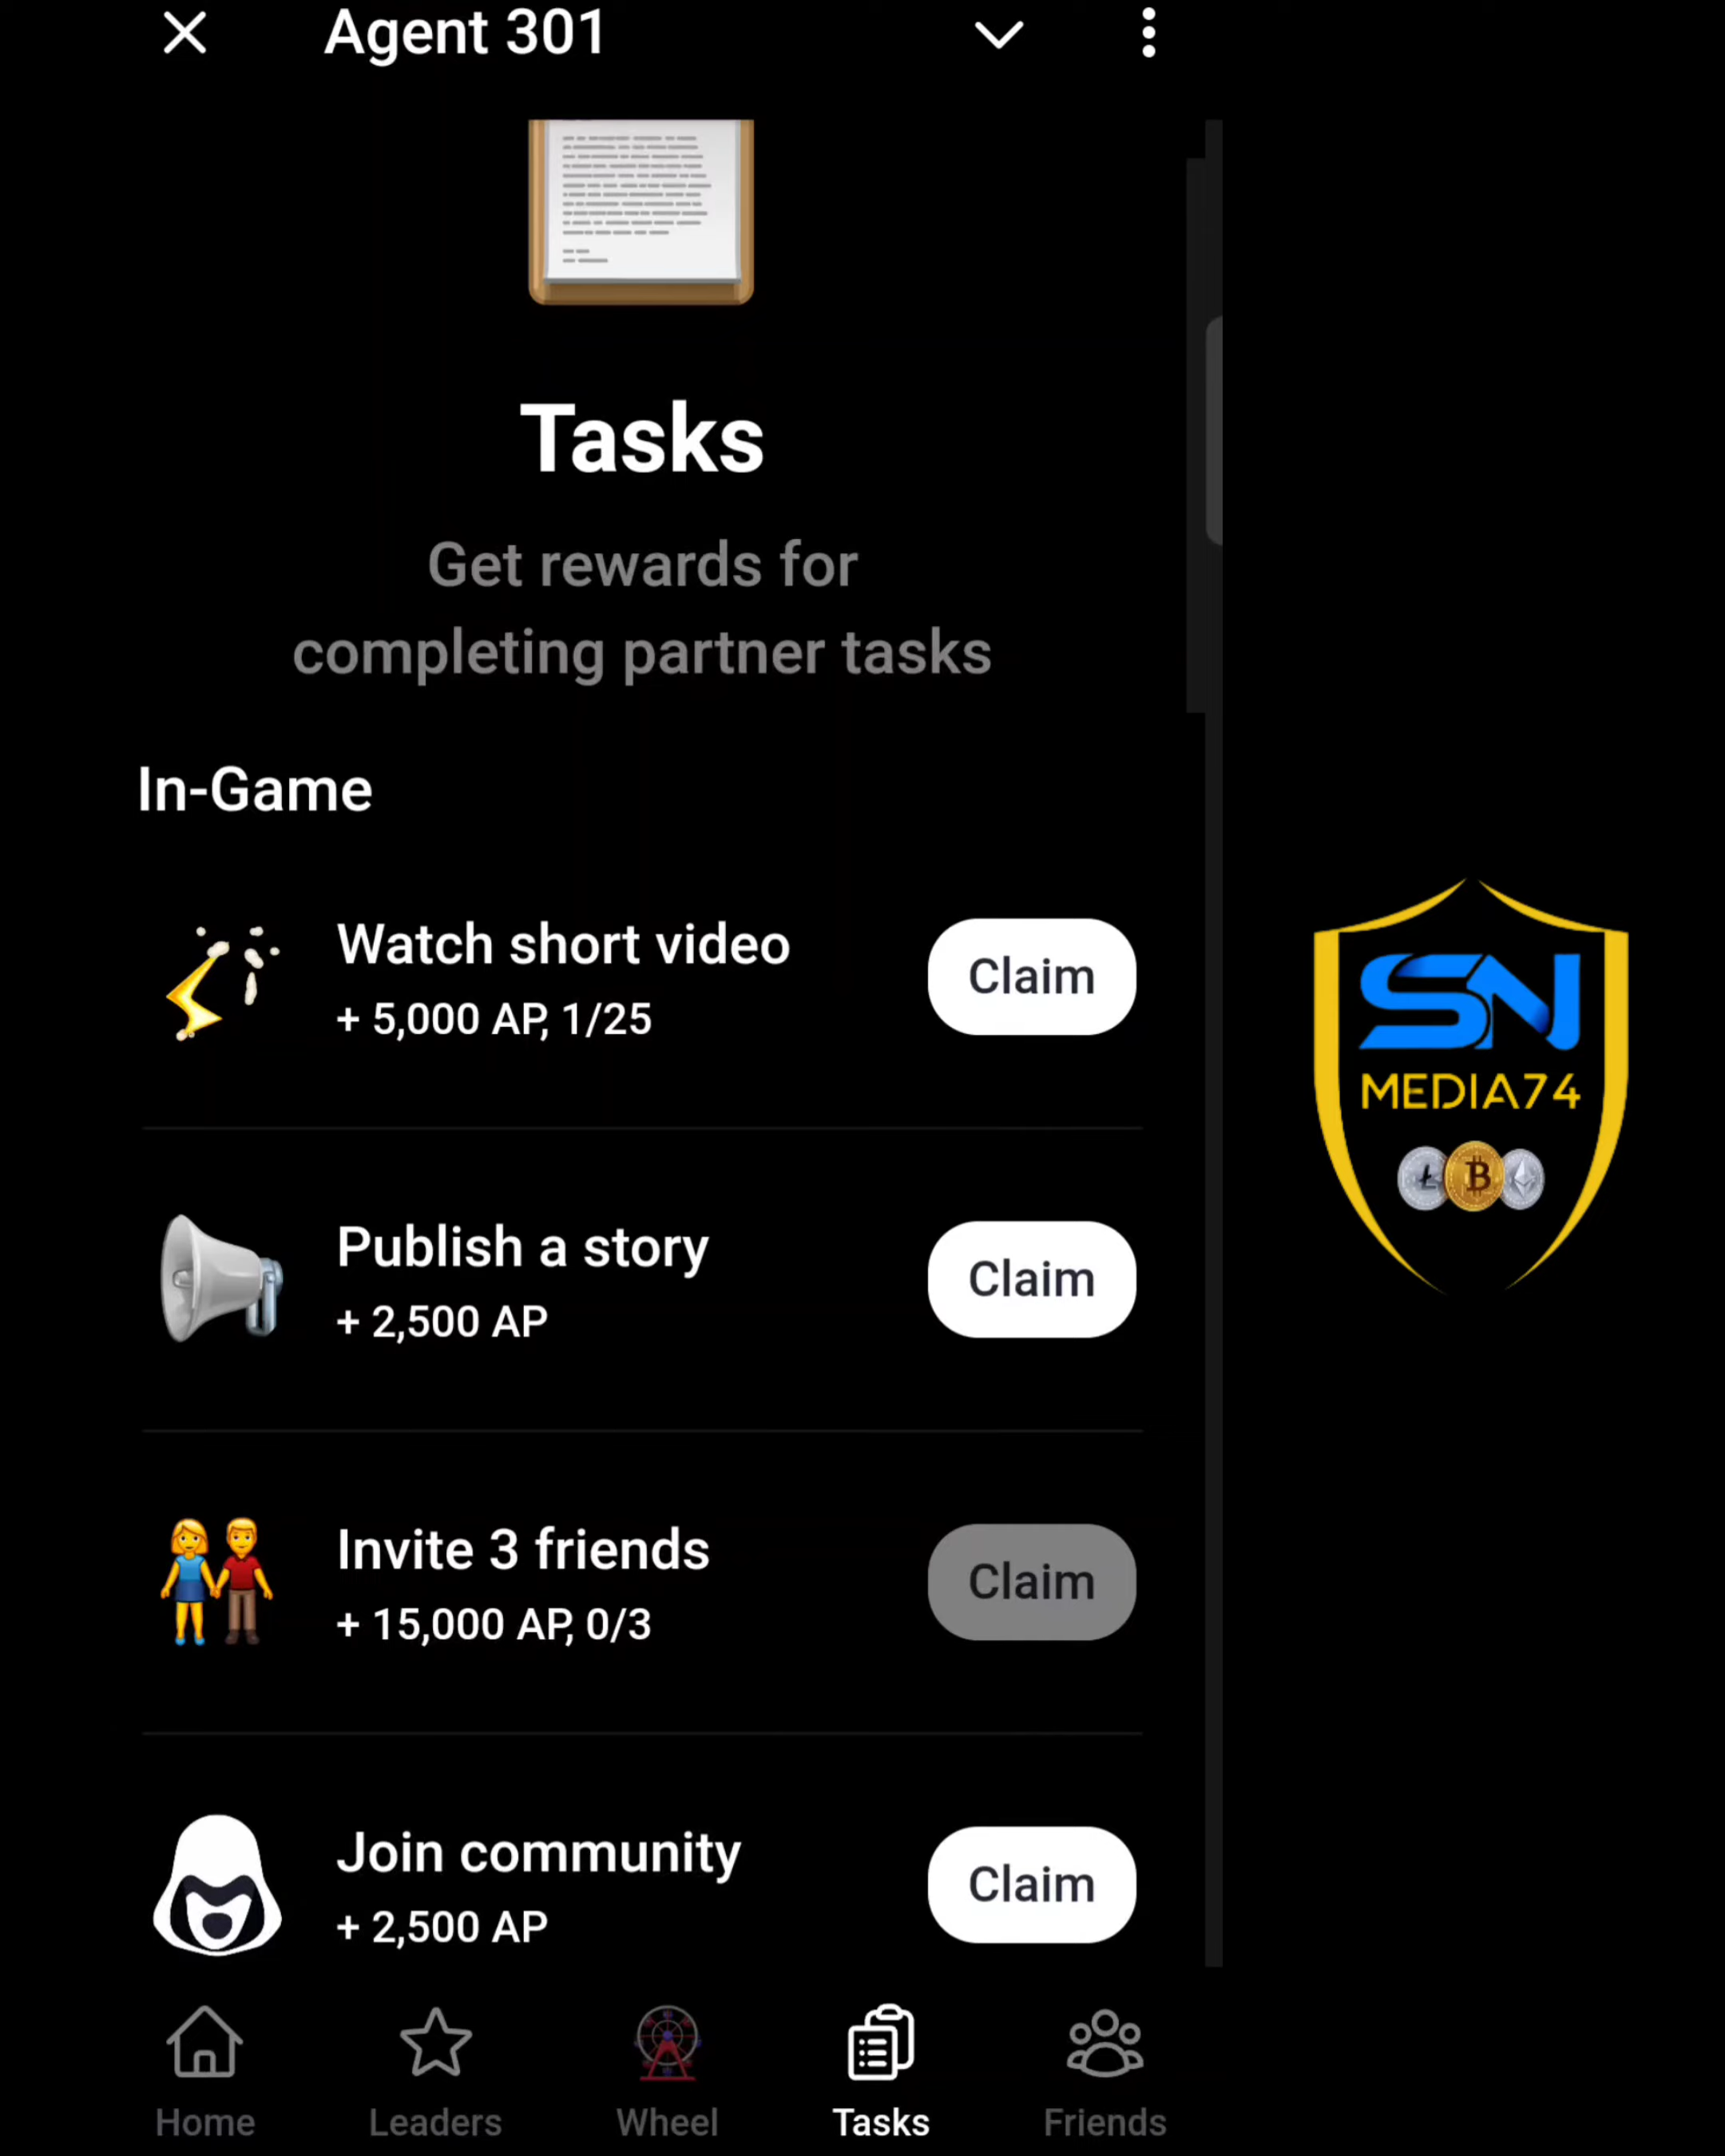 Agent 301
Tasks
Get rewards for
completing partner tasks
In-Game
Watch short video
+ 5,000 AP, 1/25
Claim
Publish a story
+ 2,500 AP
Claim
Invite 3 friends
+ 15,000 AP, 0/3
Claim
Join community
+ 2,500 AP
Claim
SN
MEDIA74
Home
Leaders
Wheel
Tasks
Friends